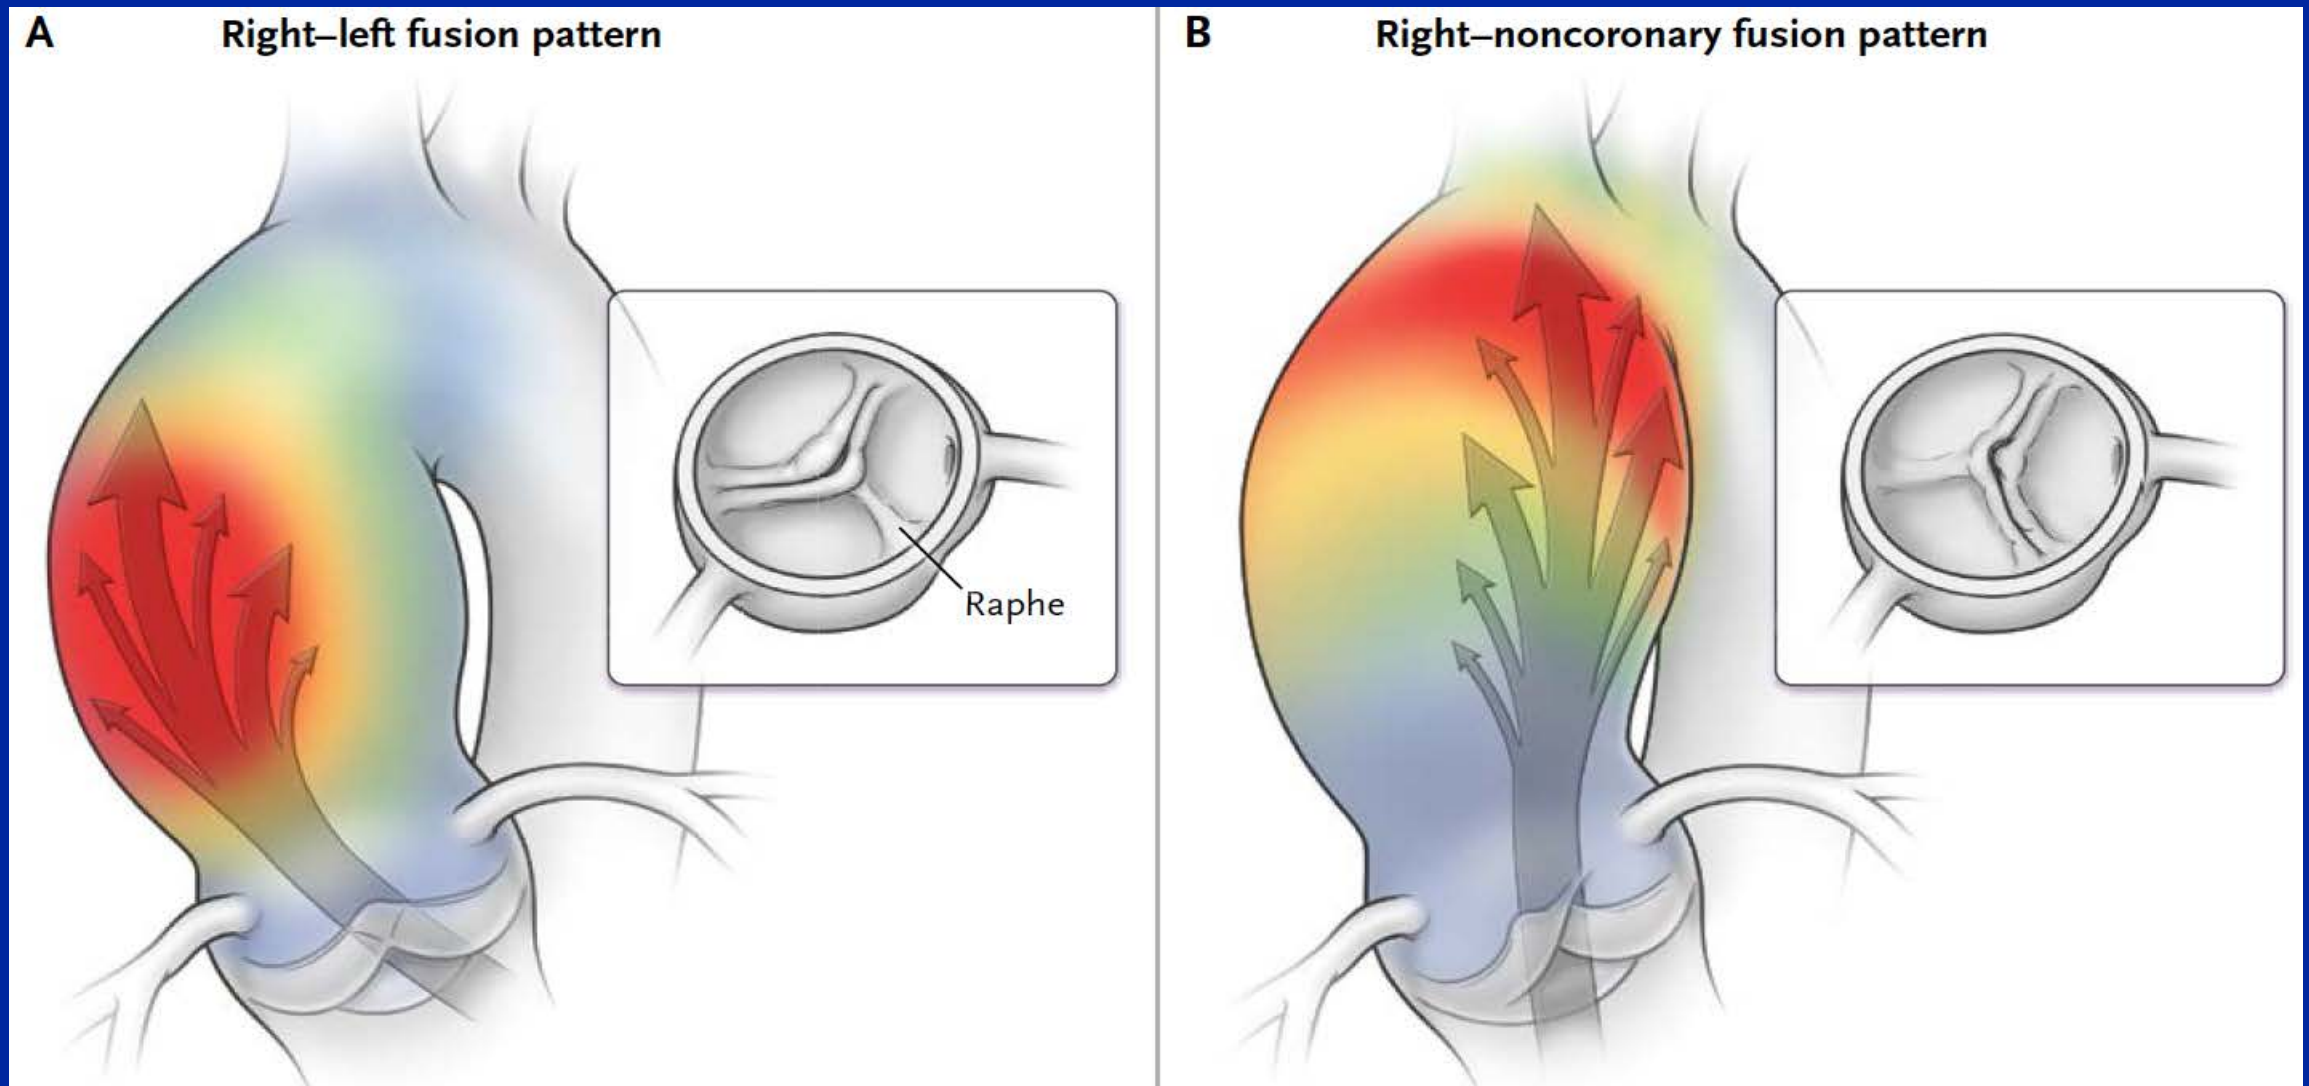 A Right–left fusion pattern
B Right–noncoronary fusion pattern
Raphe